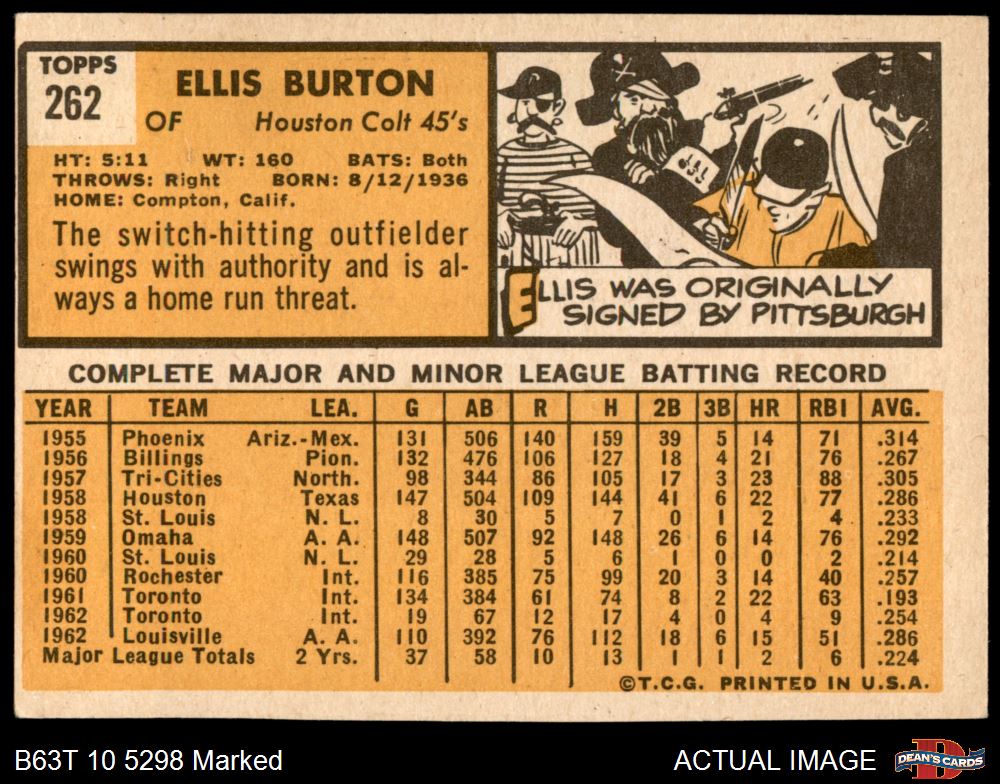 TOPPS
262
ELLIS BURTON
OF Houston Colt 45's
HT: 5:11 WT: 160 BATS: Both
THROWS: Right BORN: 8/12/1936
HOME: Compton, Calif.
The switch-hitting outfielder
swings with authority and is al-
ways a home run threat.
ELLIS WAS ORIGINALLY
SIGNED BY PITTSBURGH
COMPLETE MAJOR AND MINOR LEAGUE BATTING RECORD
YEAR TEAM LEA. G AB R H 2B 3B HR RBI AVG.
1955 Phoenix Ariz.-Mex. 131 506 140 159 39 5 14 71 .314
1956 Billings Pion. 132 476 106 127 18 4 21 76 .267
1957 Tri-Cities North. 98 344 86 105 17 3 23 88 .305
1958 Houston Texas 147 504 109 144 41 6 22 77 .286
1958 St. Louis N. L. 8 30 5 7 0 1 2 4 .233
1959 Omaha A. A. 148 507 92 148 26 6 14 76 .292
1960 St. Louis N. L. 29 28 5 6 1 0 0 2 .214
1960 Rochester Int. 116 385 75 99 20 3 14 40 .257
1961 Toronto Int. 134 384 61 74 8 2 22 63 .193
1962 Toronto Int. 19 67 12 17 4 0 4 9 .254
1962 Louisville A. A. 110 392 76 112 18 6 15 51 .286
Major League Totals 2 Yrs. 37 58 10 13 1 1 2 6 .224
©T.C.G. PRINTED IN U.S.A.
B63T 10 5298 Marked ACTUAL IMAGE DEAN'S CARDS